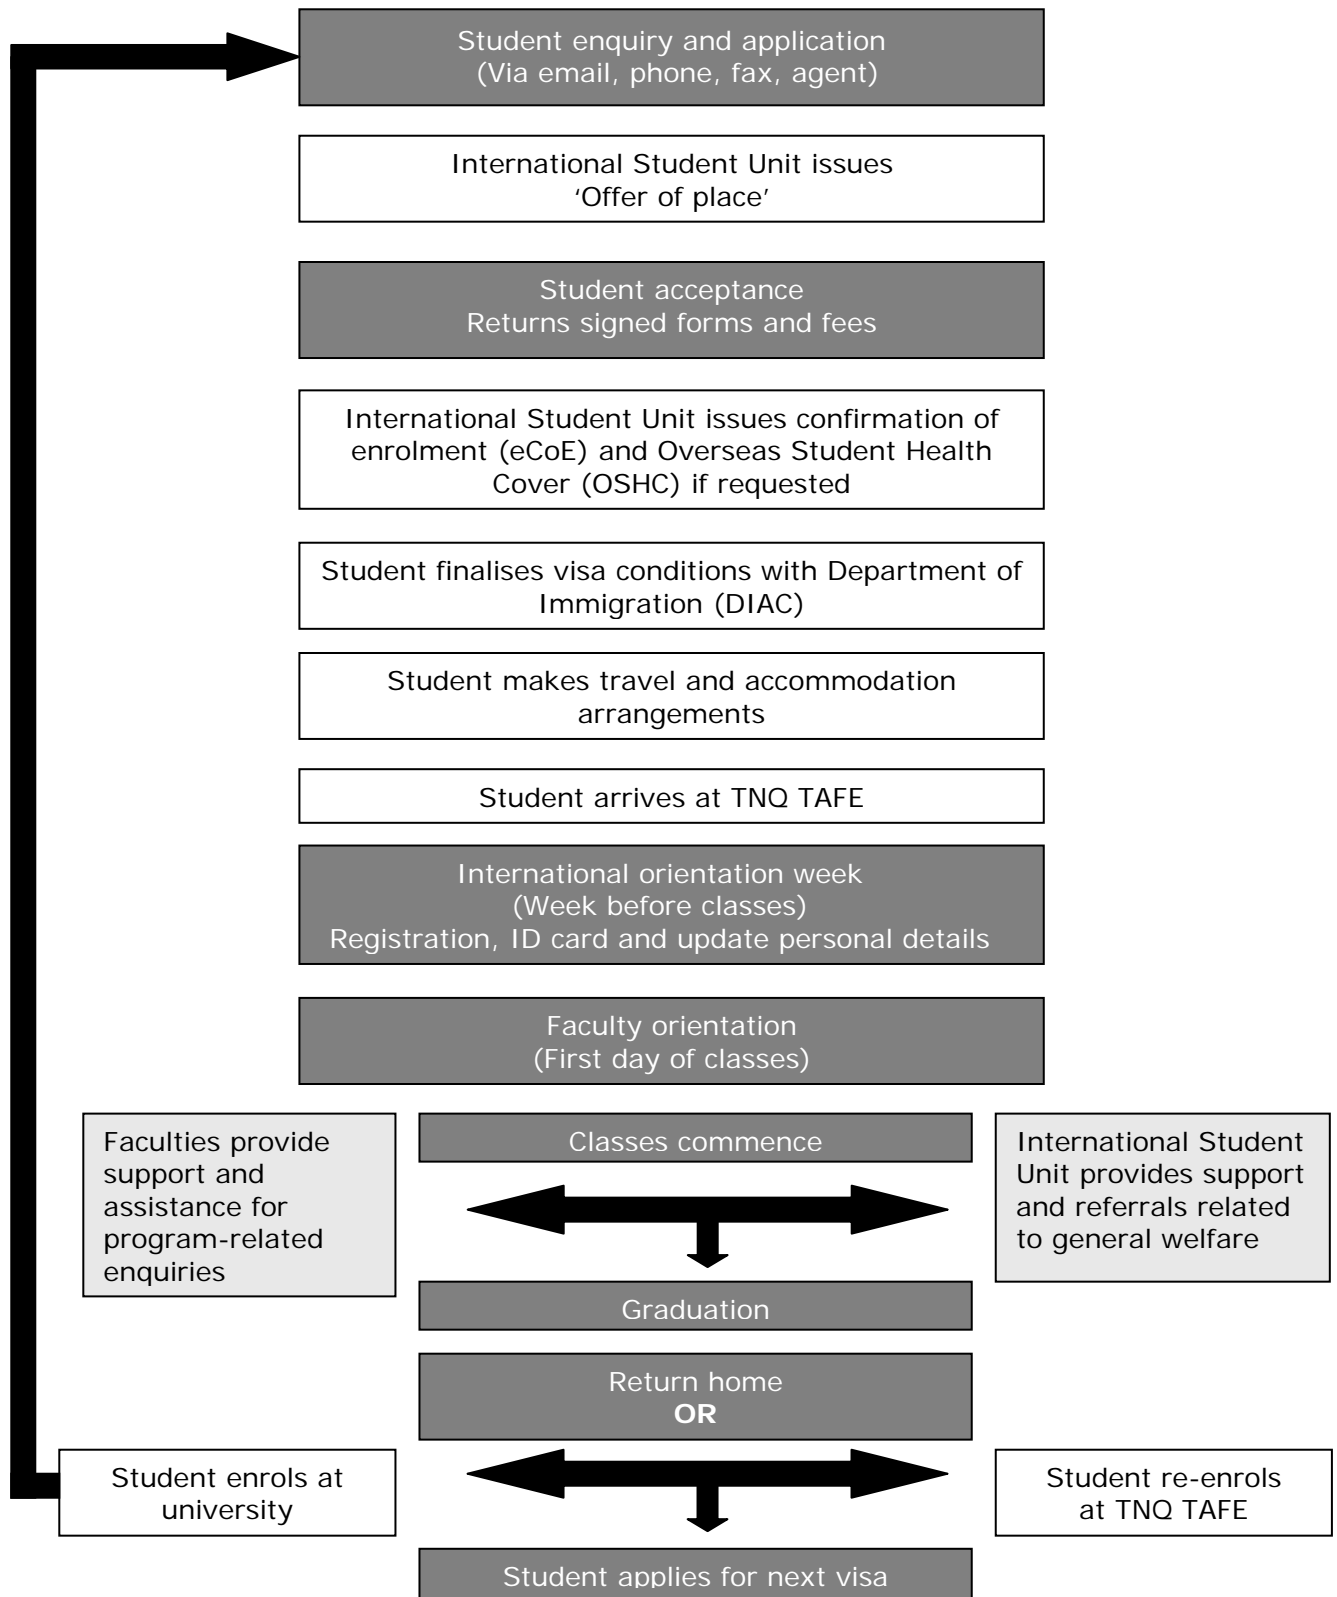 Student enquiry and application
(Via email, phone, fax, agent)
International Student Unit issues
‘Offer of place’
Student acceptance
Returns signed forms and fees
International Student Unit issues confirmation of
enrolment (eCoE) and Overseas Student Health
Cover (OSHC) if requested
Student finalises visa conditions with Department of
Immigration (DIAC)
Student makes travel and accommodation
arrangements
Student arrives at TNQ TAFE
International orientation week
(Week before classes)
Registration, ID card and update personal details
Faculty orientation
(First day of classes)
Faculties provide
support and
assistance for
program-related
enquiries
Classes commence
International Student
Unit provides support
and referrals related
to general welfare
Graduation
Return home
OR
Student enrols at
university
Student re-enrols
at TNQ TAFE
Student applies for next visa